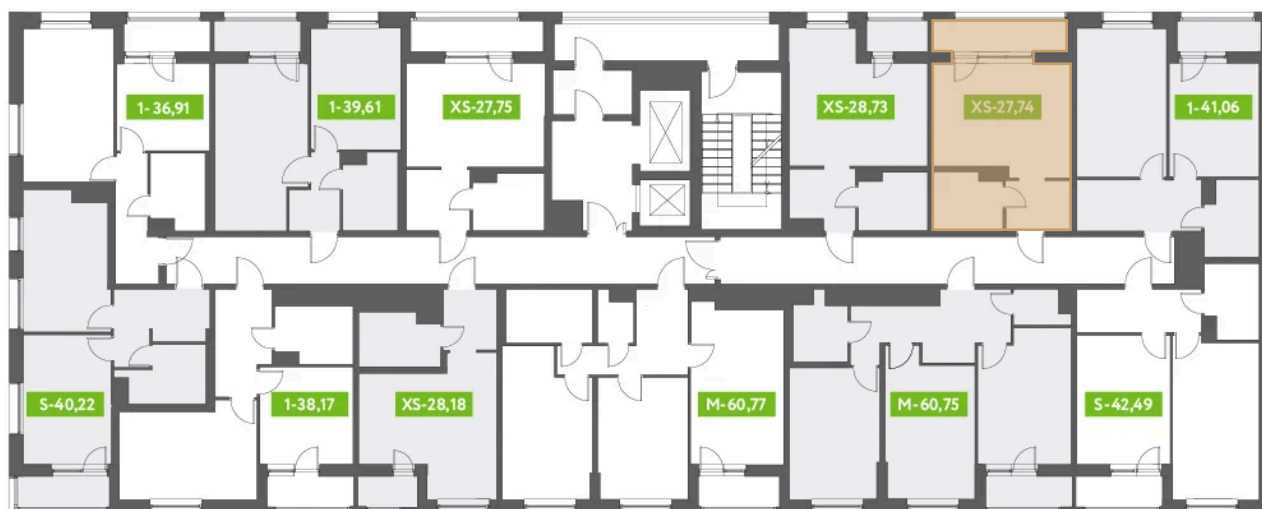 1-36,91
1-39,61
XS-27,75
XS-28,73
XS-27,74
1-41,06
S-40,22
1-38,17
XS-28,18
M-60,77
M-60,75
S-42,49